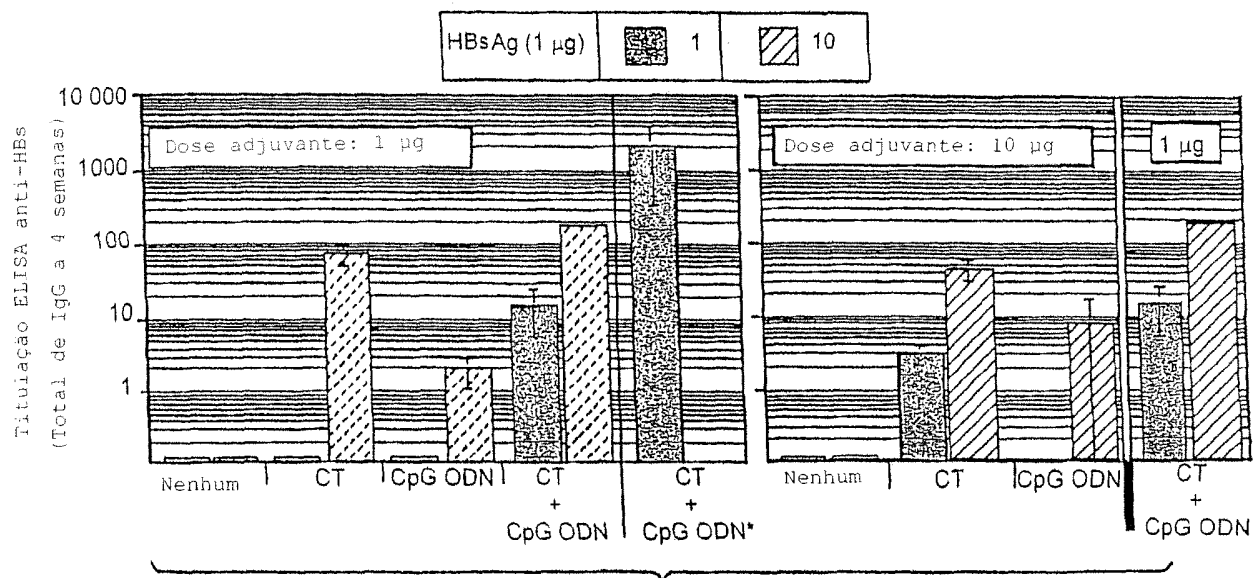 HBsAg (1 µg) 1 10
Tituiação ELISA anti-HBs
(Total de IgG a 4 semanas)
10 000
1000
100
10
1
Dose adjuvante: 1 µg
Dose adjuvante: 10 µg
1 µg
Nenhum
CT
CpG ODN
CT
+
CpG ODN
CT
+
CpG ODN*
Nenhum
CT
CpG ODN
CT
+
CpG ODN